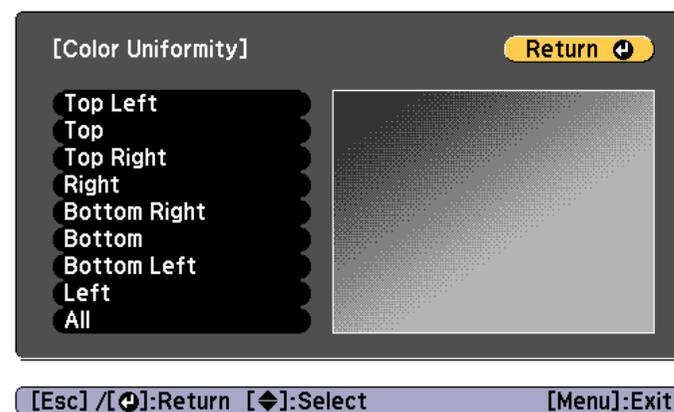 [Color Uniformity]
Return
Top Left
Top
Top Right
Right
Bottom Right
Bottom
Bottom Left
Left
All
[Esc] /[⏎]:Return [◆]:Select [Menu]:Exit